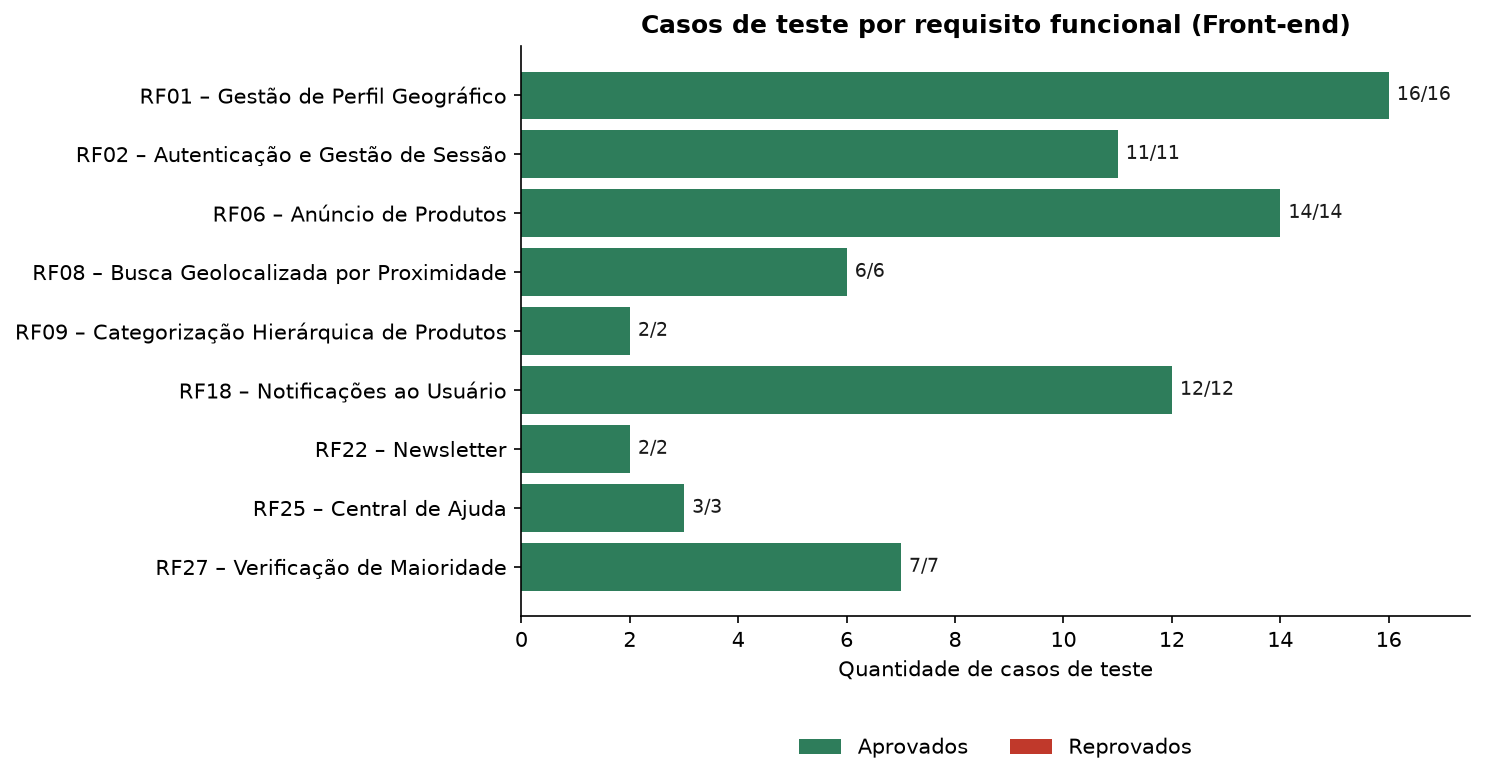 Casos de teste por requisito funcional (Front-end)
RF01 – Gestão de Perfil Geográfico
16/16
RF02 – Autenticação e Gestão de Sessão
11/11
RF06 – Anúncio de Produtos
14/14
RF08 – Busca Geolocalizada por Proximidade
6/6
RF09 – Categorização Hierárquica de Produtos
2/2
RF18 – Notificações ao Usuário
12/12
RF22 – Newsletter
2/2
RF25 – Central de Ajuda
3/3
RF27 – Verificação de Maioridade
7/7
0 2 4 6 8 10 12 14 16
Quantidade de casos de teste
Aprovados Reprovados